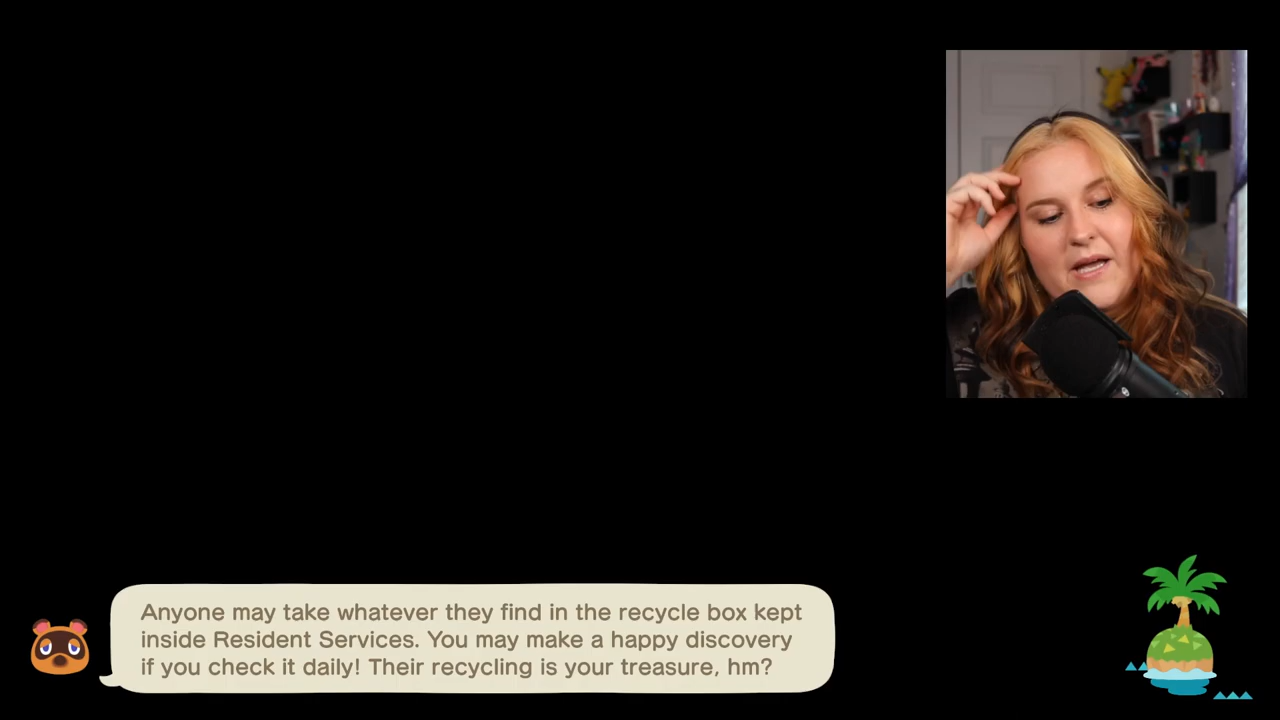 Anyone may take whatever they find in the recycle box kept
inside Resident Services. You may make a happy discovery
if you check it daily! Their recycling is your treasure, hm?